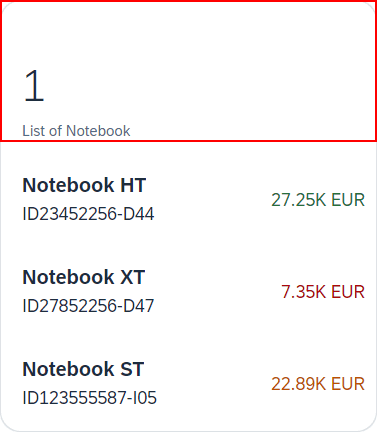 1
List of Notebook
Notebook HT
27.25K EUR
ID23452256-D44
Notebook XT
7.35K EUR
ID27852256-D47
Notebook ST
22.89K EUR
ID123555587-I05